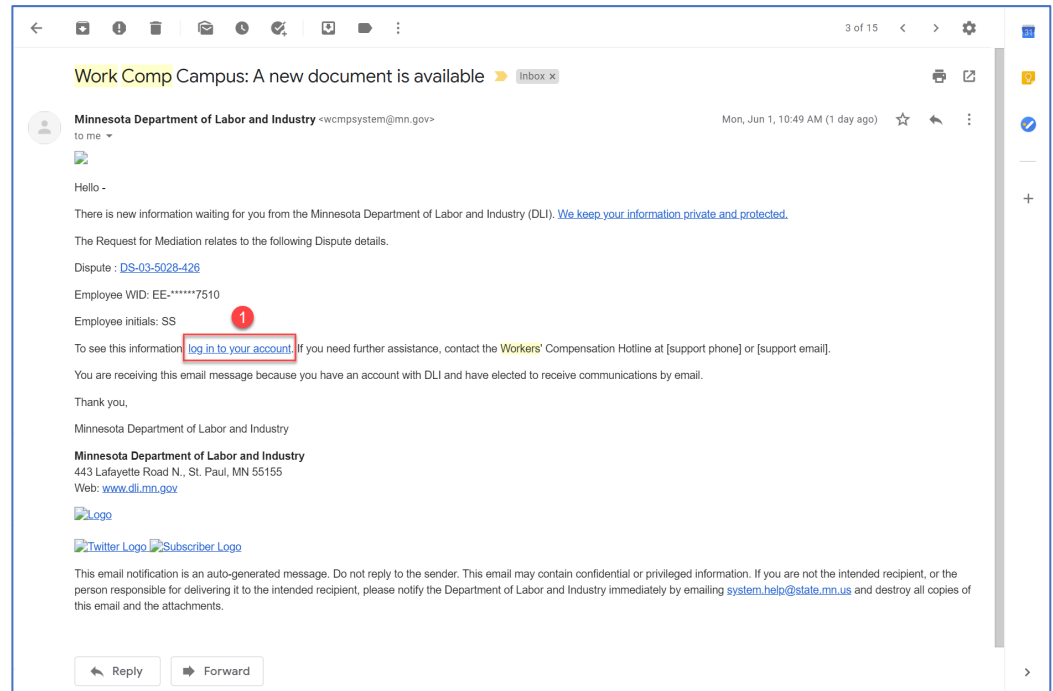 3 of 15
Work Comp Campus: A new document is available Inbox x
Minnesota Department of Labor and Industry <wcmpsystem@mn.gov> Mon, Jun 1, 10:49 AM (1 day ago)
to me
Hello -
There is new information waiting for you from the Minnesota Department of Labor and Industry (DLI). We keep your information private and protected.
The Request for Mediation relates to the following Dispute details.
Dispute : DS-03-5028-426
Employee WID: EE-******7510
Employee initials: SS
1
To see this information, log in to your account. If you need further assistance, contact the Workers' Compensation Hotline at [support phone] or [support email].
You are receiving this email message because you have an account with DLI and have elected to receive communications by email.
Thank you,
Minnesota Department of Labor and Industry
Minnesota Department of Labor and Industry
443 Lafayette Road N., St. Paul, MN 55155
Web: www.dli.mn.gov
Logo
Twitter Logo Subscriber Logo
This email notification is an auto-generated message. Do not reply to the sender. This email may contain confidential or privileged information. If you are not the intended recipient, or the
person responsible for delivering it to the intended recipient, please notify the Department of Labor and Industry immediately by emailing system.help@state.mn.us and destroy all copies of
this email and the attachments.
Reply Forward
31